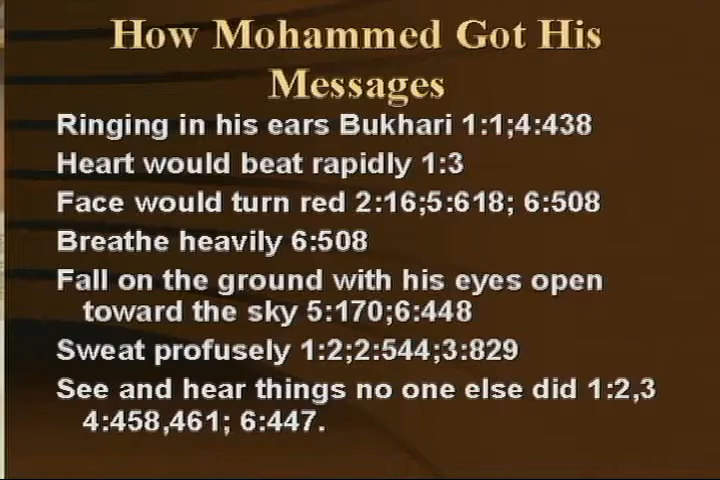 How Mohammed Got His
Messages
Ringing in his ears Bukhari 1:1;4:438
Heart would beat rapidly 1:3
Face would turn red 2:16;5:618; 6:508
Breathe heavily 6:508
Fall on the ground with his eyes open
toward the sky 5:170;6:448
Sweat profusely 1:2;2:544;3:829
See and hear things no one else did 1:2,3
4:458,461; 6:447.